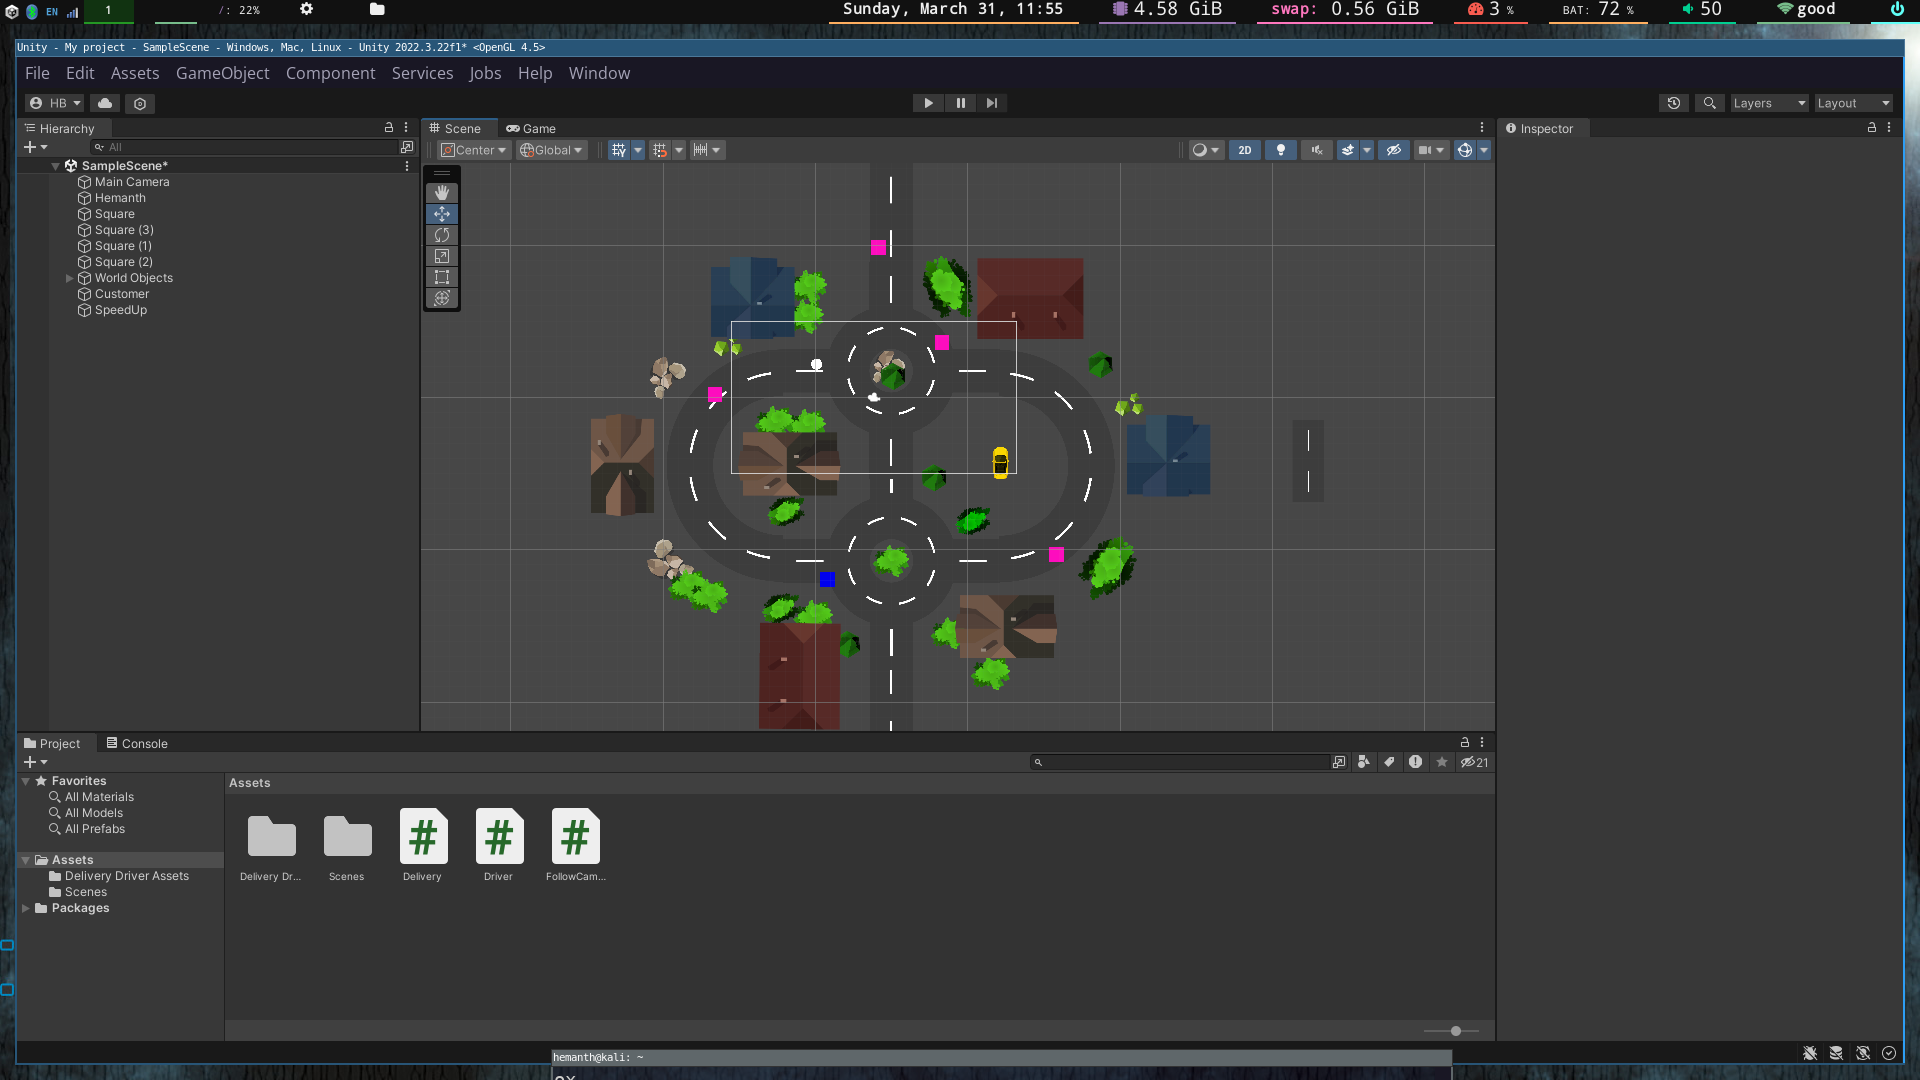 EN 1 /: 22% Sunday, March 31, 11:55 4.58 GiB swap: 0.56 GiB 3 % BAT: 72 % 50 good
Unity - My project - SampleScene - Windows, Mac, Linux - Unity 2022.3.22f1* <OpenGL 4.5>
File Edit Assets GameObject Component Services Jobs Help Window
HB Layers Layout
Hierarchy
All
SampleScene*
Main Camera
Hemanth
Square
Square (3)
Square (1)
Square (2)
World Objects
Customer
SpeedUp
Scene Game
Center Global 2D
Inspector
Project Console
21
Favorites
All Materials
All Models
All Prefabs
Assets
Delivery Driver Assets
Scenes
Packages
Assets
Delivery Dr... Scenes Delivery Driver FollowCam...
hemanth@kali: ~